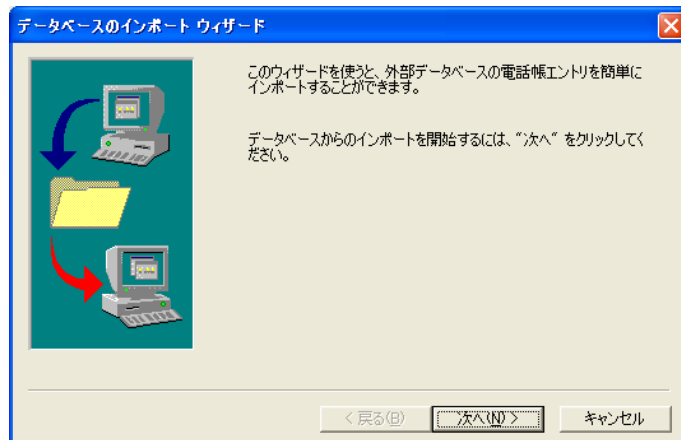 データベースのインポート ウィザード
このウィザードを使うと、外部データベースの電話帳エントリを簡単に
インポートすることができます。
データベースからのインポートを開始するには、“次へ” をクリックしてく
ださい。
< 戻る(B)
次へ(N) >
キャンセル